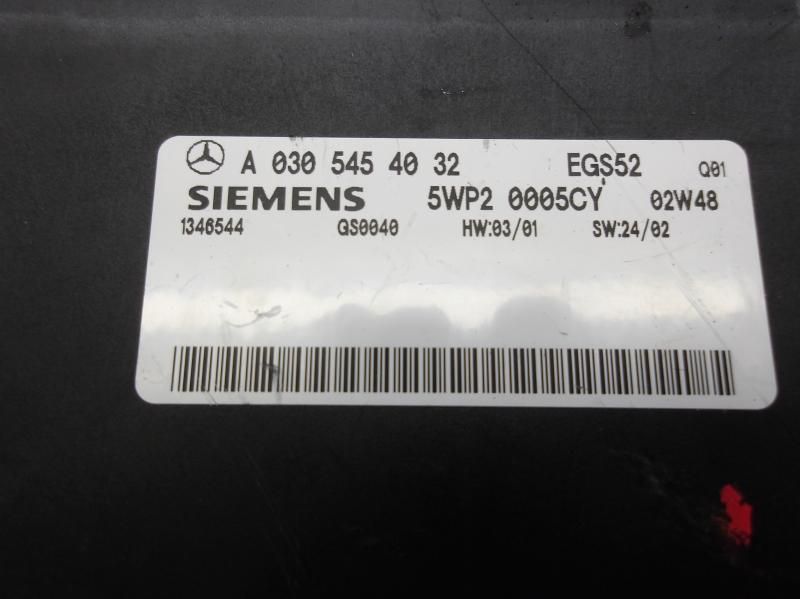 A 030 545 40 32 EGS52 Q01
SIEMENS 5WP2 0005CY 02W48
1346544 GS0040 HW:03/01 SW:24/02